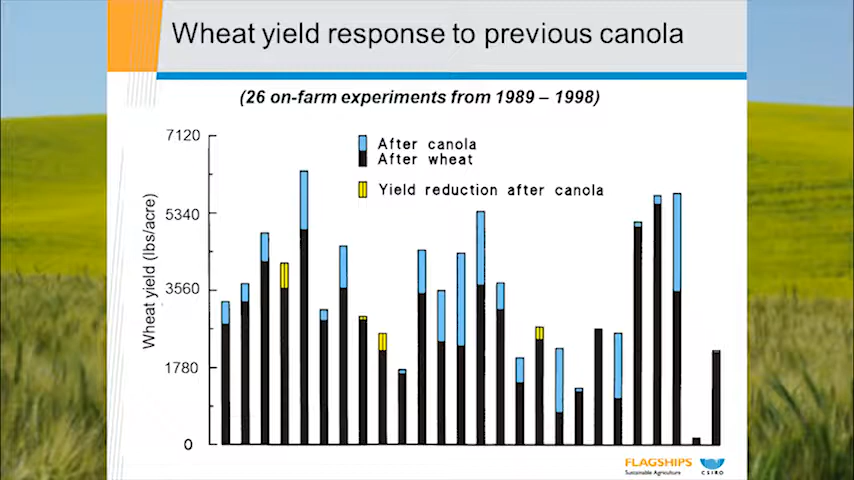 Wheat yield response to previous canola
(26 on-farm experiments from 1989 – 1998)
7120
5340
3560
1780
0
Wheat yield (lbs/acre)
After canola
After wheat
Yield reduction after canola
FLAGSHIPS
Sustainable Agriculture
CSIRO